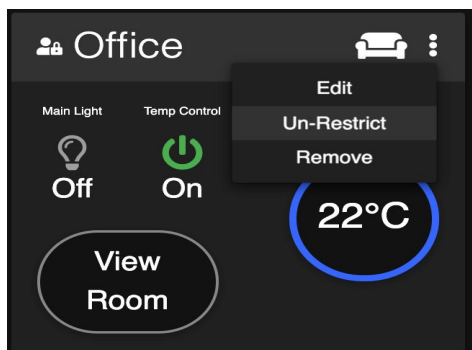 Office
Edit
Un-Restrict
Remove
Main Light
Temp Control
Off
On
22°C
View
Room